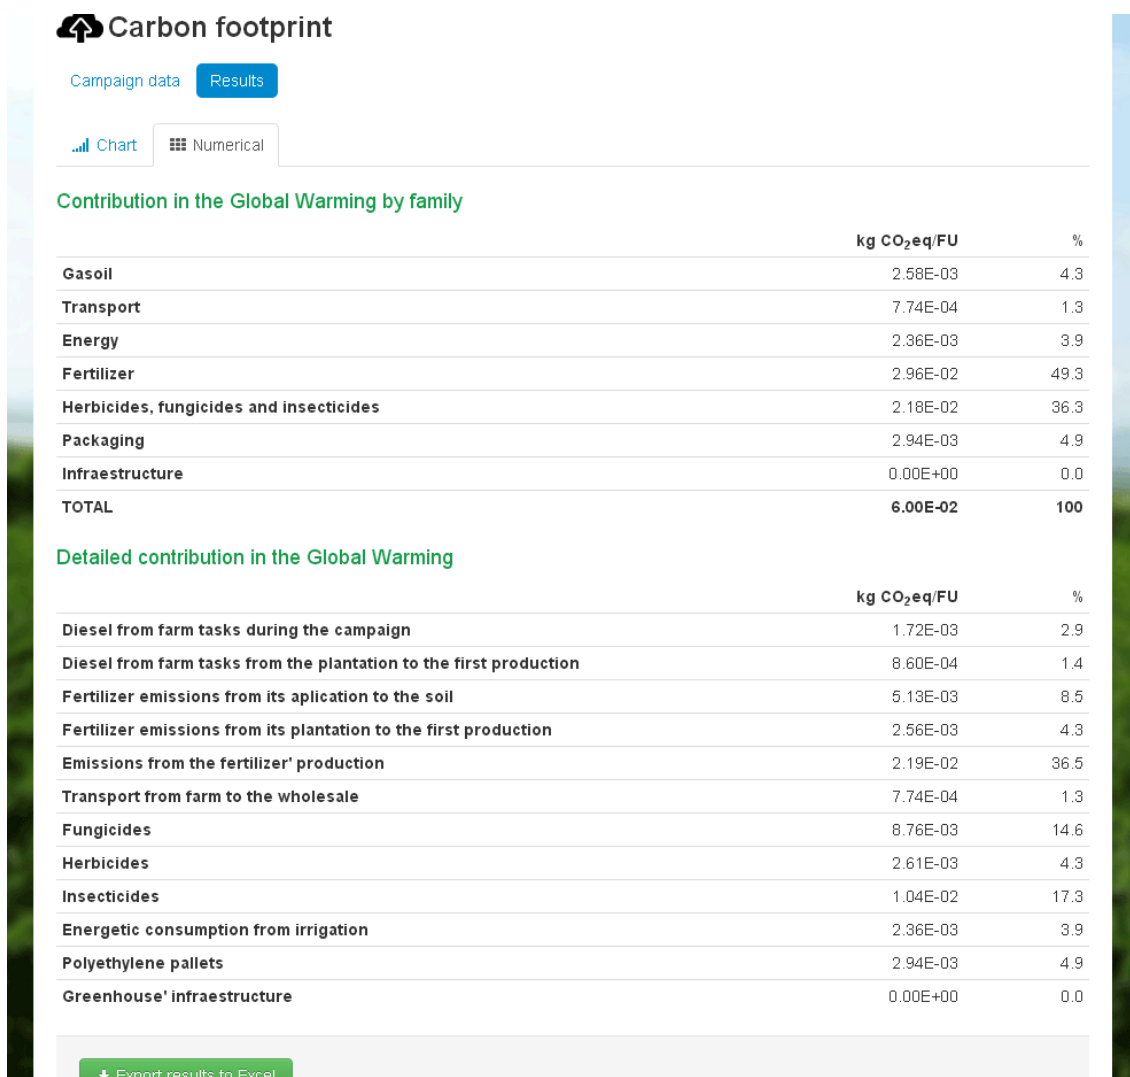 Carbon footprint
Campaign data Results
Chart Numerical
Contribution in the Global Warming by family
kg CO₂eq/FU %
Gasoil 2.58E-03 4.3
Transport 7.74E-04 1.3
Energy 2.36E-03 3.9
Fertilizer 2.96E-02 49.3
Herbicides, fungicides and insecticides 2.18E-02 36.3
Packaging 2.94E-03 4.9
Infraestructure 0.00E+00 0.0
TOTAL 6.00E-02 100
Detailed contribution in the Global Warming
kg CO₂eq/FU %
Diesel from farm tasks during the campaign 1.72E-03 2.9
Diesel from farm tasks from the plantation to the first production 8.60E-04 1.4
Fertilizer emissions from its aplication to the soil 5.13E-03 8.5
Fertilizer emissions from its plantation to the first production 2.56E-03 4.3
Emissions from the fertilizer' production 2.19E-02 36.5
Transport from farm to the wholesale 7.74E-04 1.3
Fungicides 8.76E-03 14.6
Herbicides 2.61E-03 4.3
Insecticides 1.04E-02 17.3
Energetic consumption from irrigation 2.36E-03 3.9
Polyethylene pallets 2.94E-03 4.9
Greenhouse' infraestructure 0.00E+00 0.0
Export results to Excel